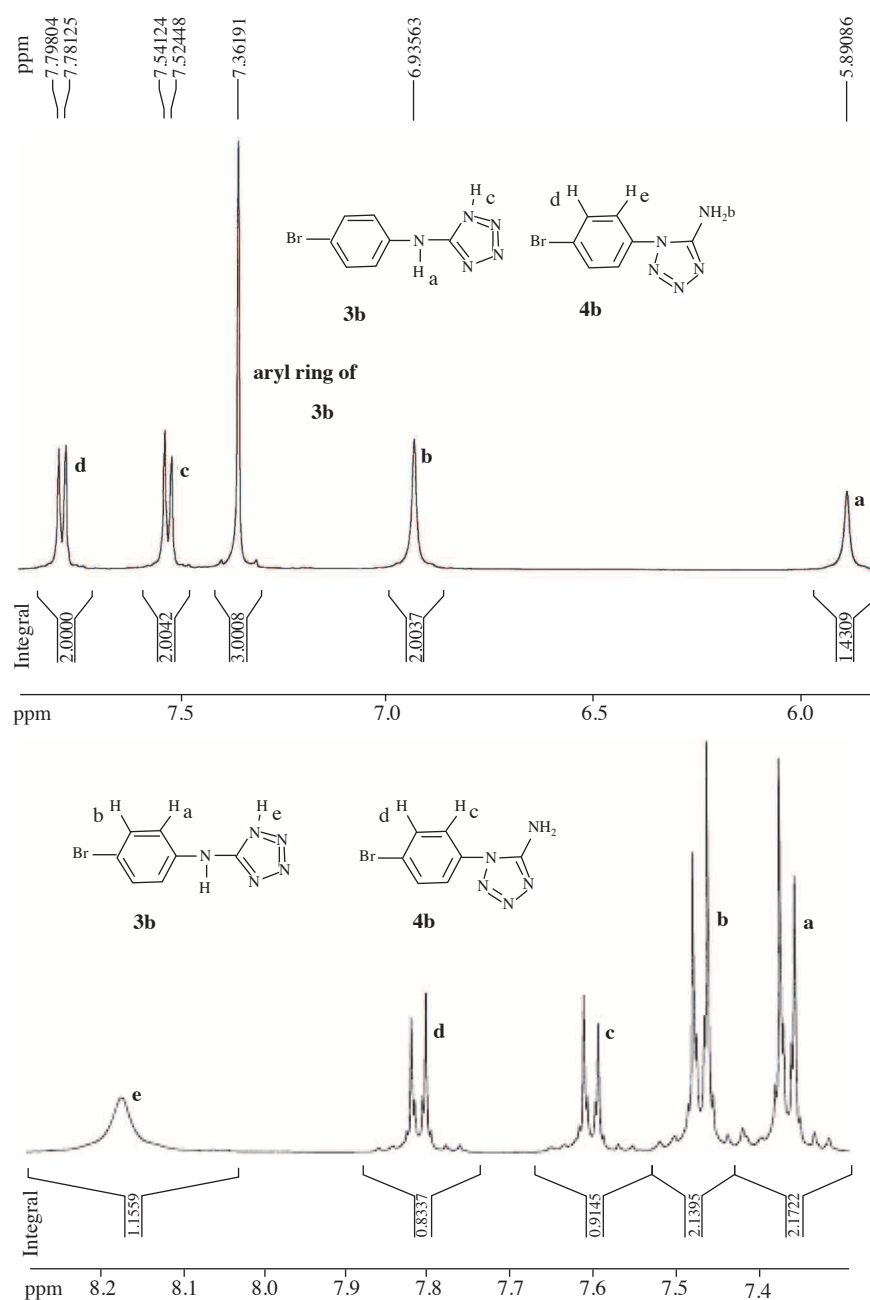 ppm
7.79804
7.78125
7.54124
7.52448
7.36191
6.93563
5.89086
H
c
N
N
N
N
N
H
a
Br
3b
d
H
H
e
NH₂b
Br
N
N
N
N
4b
aryl ring of
3b
d
c
b
a
Integral
2.0000
2.0042
3.0008
2.0037
1.4309
ppm
7.5
7.0
6.5
6.0
b
H
H
a
H
e
N
N
N
N
N
H
Br
3b
d
H
H
c
NH₂
Br
N
N
N
N
4b
e
d
c
b
a
Integral
1.1559
0.8337
0.9145
2.1395
2.1722
ppm
8.2
8.1
8.0
7.9
7.8
7.7
7.6
7.5
7.4